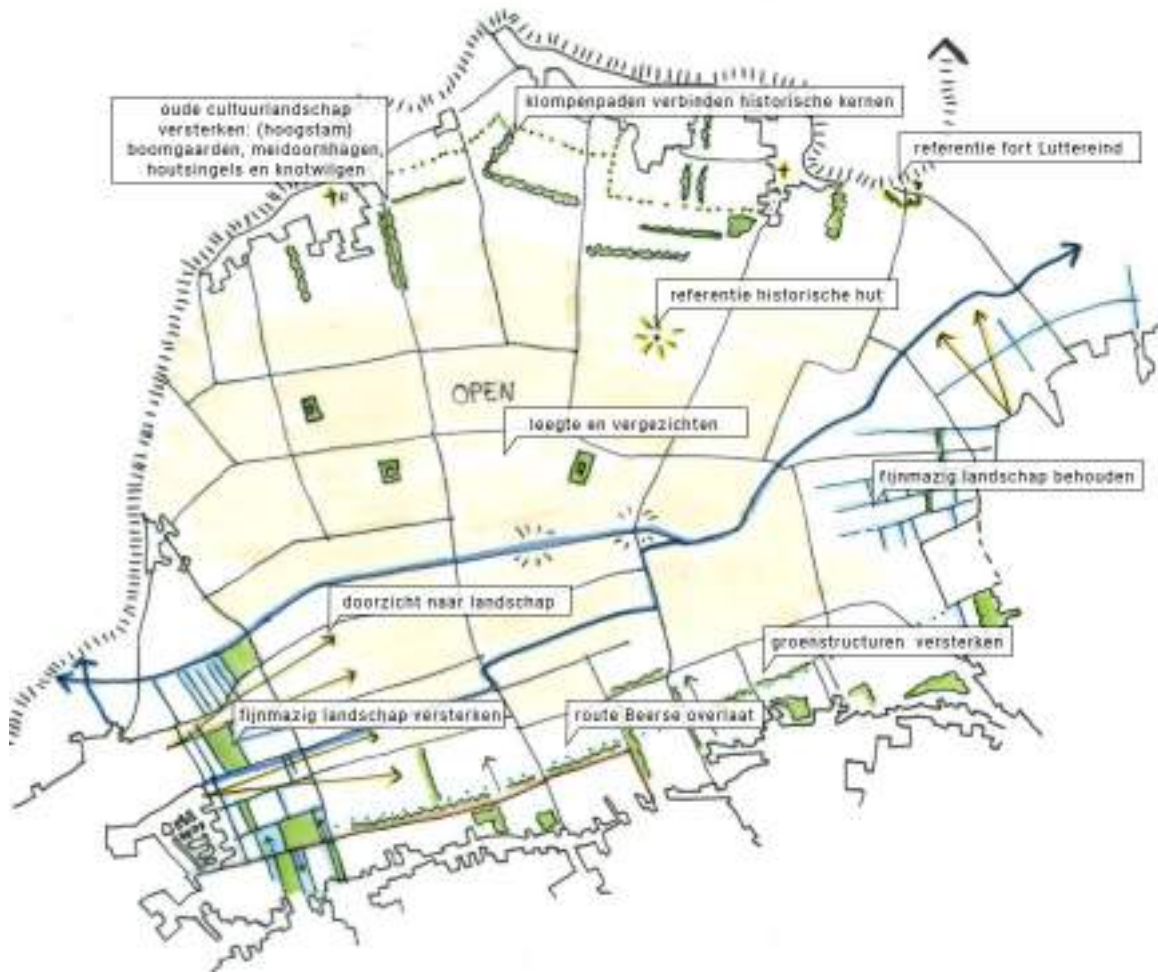 oude cultuurlandschap
versterken: (hoogstam)
boomgaarden, meidoornhagen,
houtsingels en knotwilgen
klompenpaden verbinden historische kernen
referentie fort Luttereind
referentie historische hut
OPEN
leegte en vergezichten
fijnmazig landschap behouden
doorzicht naar landschap
groenstructuren versterken
fijnmazig landschap versterken
route Beerse overlaat